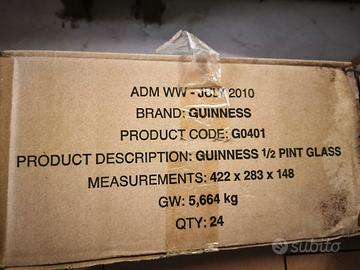 ADM WW - JULY 2010
BRAND: GUINNESS
PRODUCT CODE: G0401
PRODUCT DESCRIPTION: GUINNESS 1/2 PINT GLASS
MEASUREMENTS: 422 x 283 x 148
GW: 5,664 kg
QTY: 24
subito